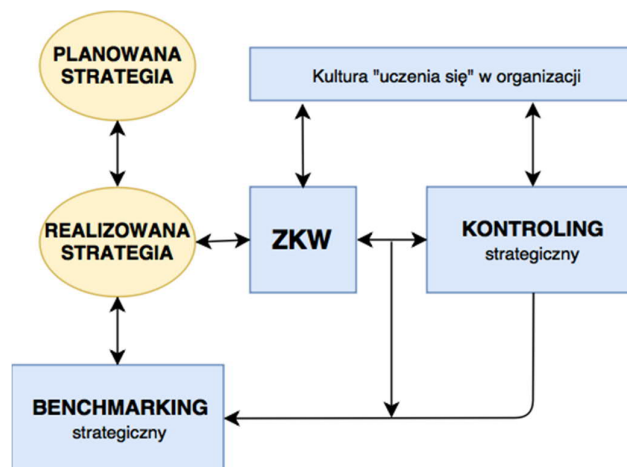 PLANOWANA
STRATEGIA
Kultura "uczenia się" w organizacji
REALIZOWANA
STRATEGIA
ZKW
KONTROLING
strategiczny
BENCHMARKING
strategiczny